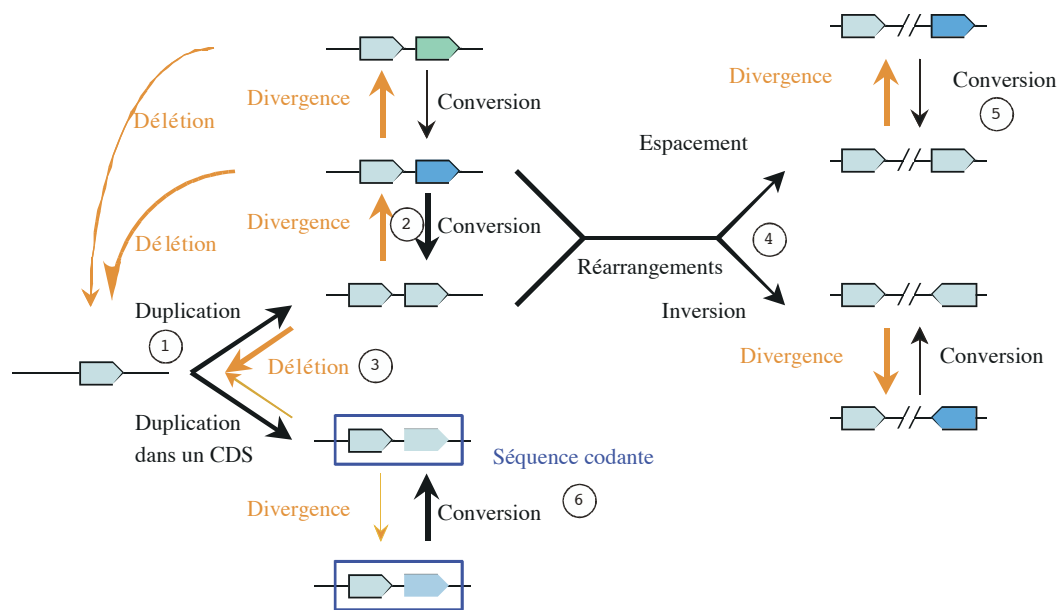 Divergence
Conversion
Délétion
Divergence
2
Conversion
Délétion
Duplication
1
Délétion
3
Duplication
dans un CDS
Séquence codante
Divergence
Conversion
6
Réarrangements
4
Espacement
Inversion
Divergence
Conversion
5
Divergence
Conversion